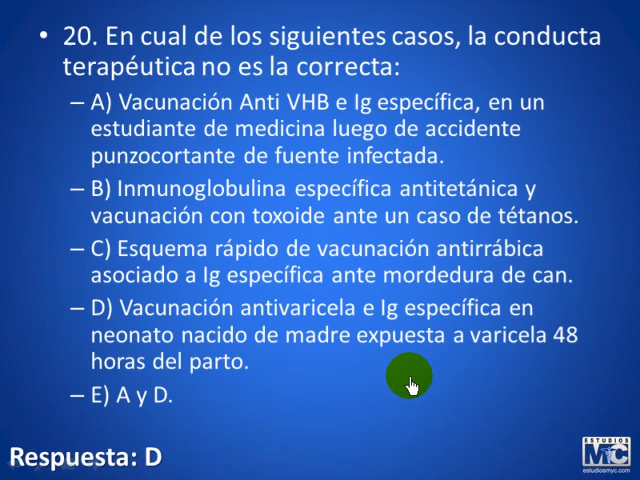 • 20. En cual de los siguientes casos, la conducta
terapéutica no es la correcta:
– A) Vacunación Anti VHB e Ig específica, en un
estudiante de medicina luego de accidente
punzocortante de fuente infectada.
– B) Inmunoglobulina específica antitetánica y
vacunación con toxoide ante un caso de tétanos.
– C) Esquema rápido de vacunación antirrábica
asociado a Ig específica ante mordedura de can.
– D) Vacunación antivaricela e Ig específica en
neonato nacido de madre expuesta a varicela 48
horas del parto.
– E) A y D.
Respuesta: D
ESTUDIOS
MyC
estudiosmyc.com